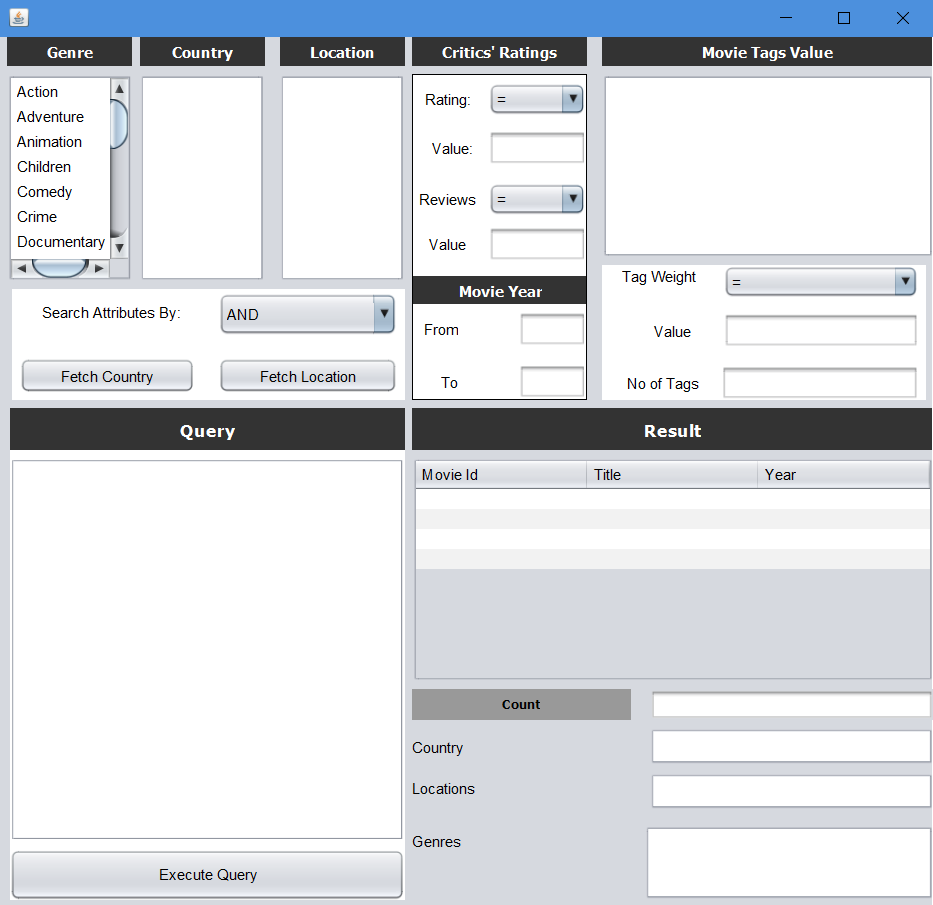 Genre
Country
Location
Critics' Ratings
Movie Tags Value
Action
Adventure
Animation
Children
Comedy
Crime
Documentary
Rating: =
Value:
Reviews =
Value
Movie Year
From
To
Tag Weight =
Value
No of Tags
Search Attributes By: AND
Fetch Country
Fetch Location
Query
Execute Query
Result
Movie Id Title Year
Count
Country
Locations
Genres